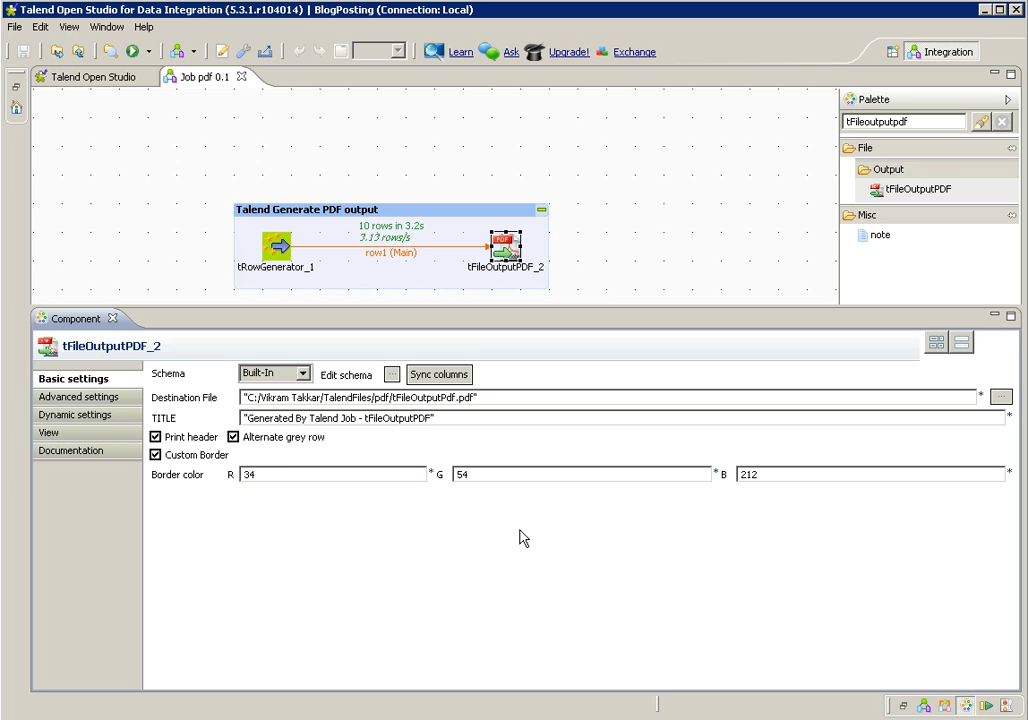 Talend Open Studio for Data Integration (5.3.1.r104014) | BlogPosting (Connection: Local)
File Edit View Window Help
Learn Ask Upgrade! Exchange Integration
Talend Open Studio Job pdf 0.1
Palette
tFileoutputpdf
File
Output
tFileOutputPDF
Misc
note
Talend Generate PDF output
10 rows in 3.2s
3.13 rows/s
row1 (Main)
tRowGenerator_1 tFileOutputPDF_2
Component
tFileOutputPDF_2
Basic settings
Advanced settings
Dynamic settings
View
Documentation
Schema Built-In Edit schema ... Sync columns
Destination File "C:/Vikram Takkar/TalendFiles/pdf/tFileOutputPdf.pdf" * ...
TITLE "Generated By Talend Job - tFileOutputPDF" *
Print header Alternate grey row
Custom Border
Border color R 34 * G 54 * B 212 *